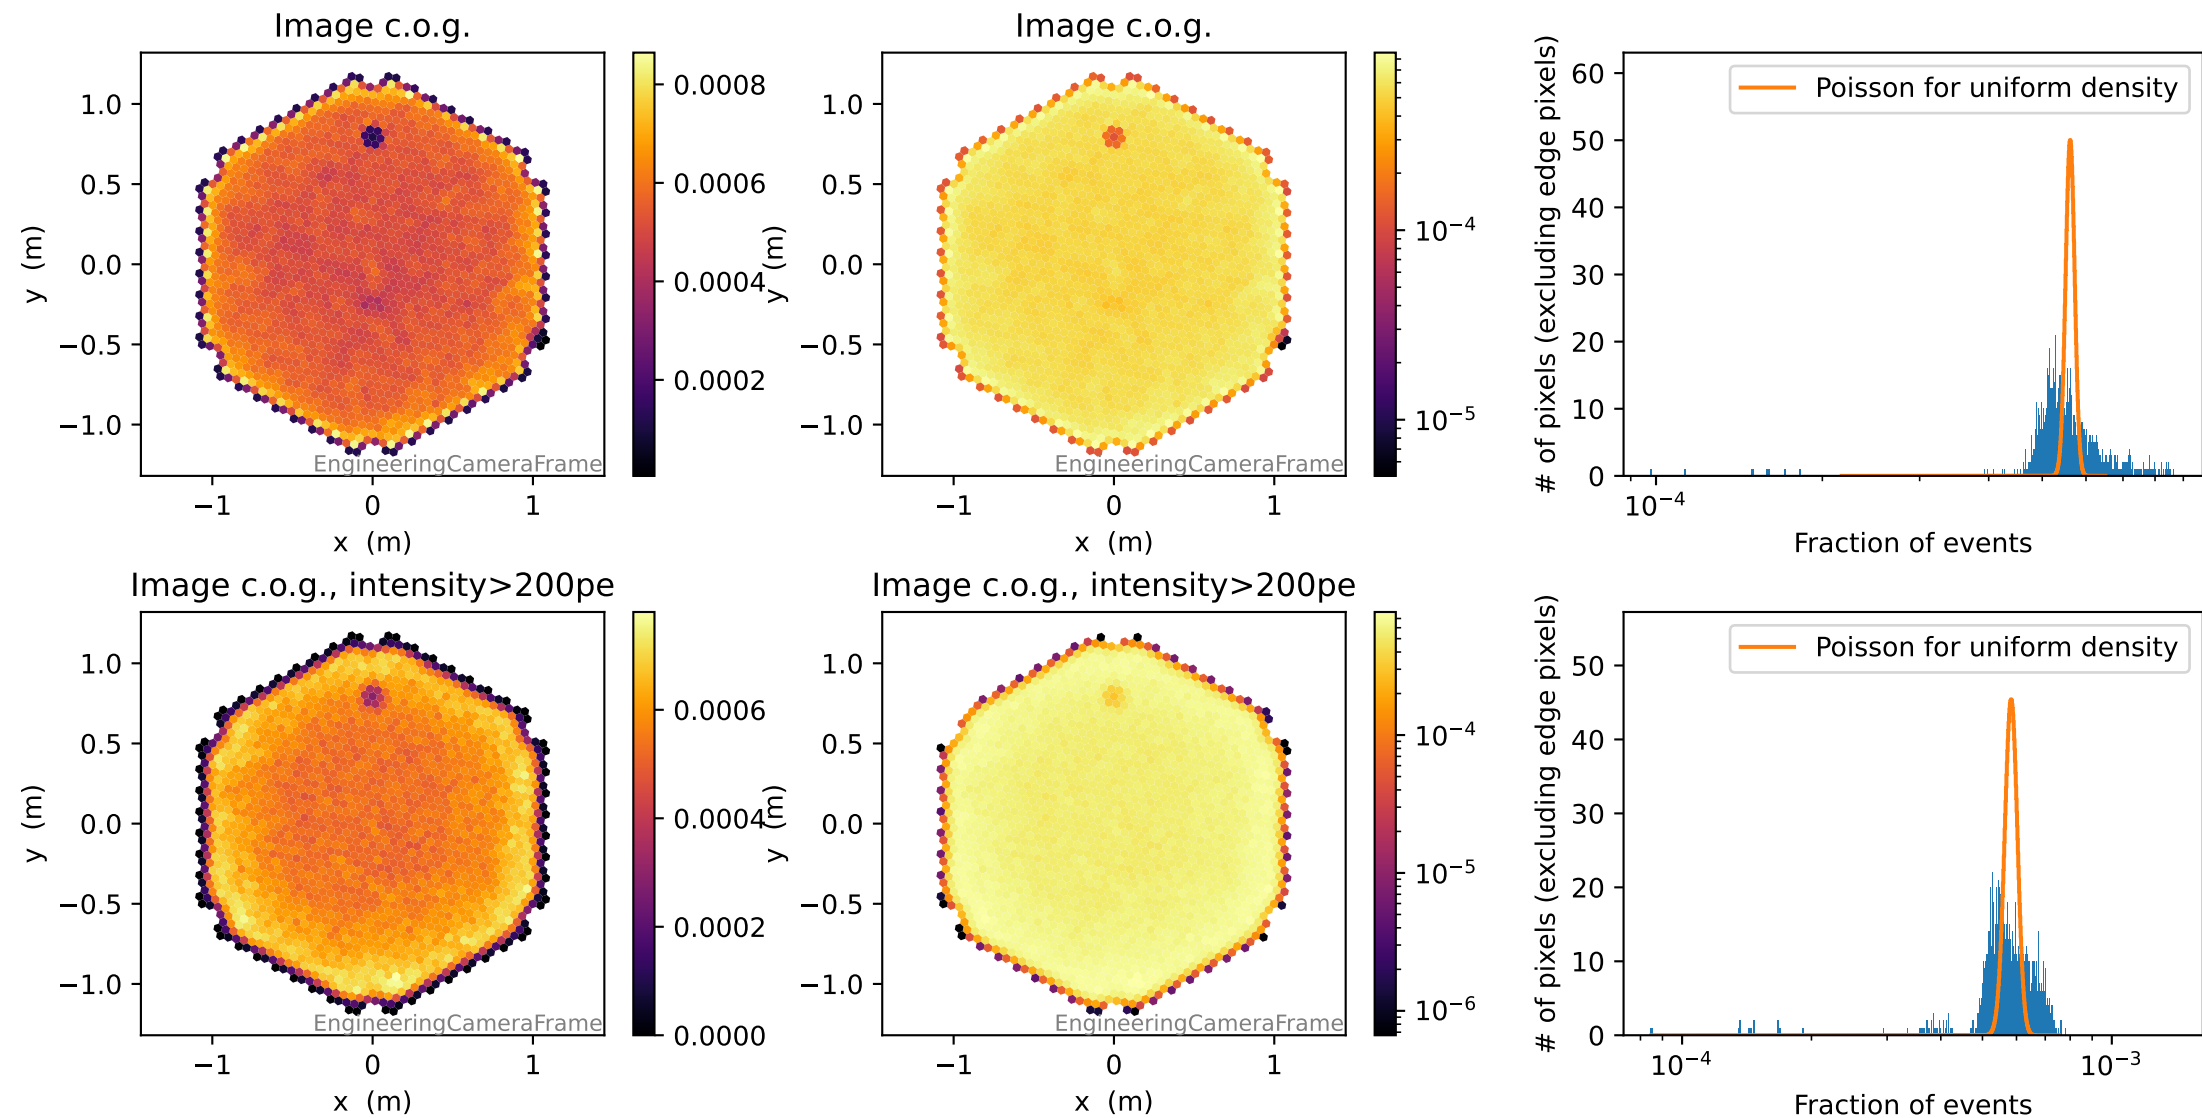 Image c.o.g.
1.0
0.5
0.0
−0.5
−1.0
y (m)
EngineeringCameraFrame
−1 0 1
x (m)
0.0008
0.0006
0.0004
0.0002
Image c.o.g.
1.0
0.5
0.0
−0.5
−1.0
y (m)
EngineeringCameraFrame
−1 0 1
x (m)
10⁻⁴
10⁻⁵
Poisson for uniform density
60
50
40
30
20
10
0
# of pixels (excluding edge pixels)
10⁻⁴
Fraction of events
Image c.o.g., intensity>200pe
1.0
0.5
0.0
−0.5
−1.0
y (m)
EngineeringCameraFrame
−1 0 1
x (m)
0.0006
0.0004
0.0002
0.0000
Image c.o.g., intensity>200pe
1.0
0.5
0.0
−0.5
−1.0
y (m)
EngineeringCameraFrame
−1 0 1
x (m)
10⁻⁴
10⁻⁵
10⁻⁶
Poisson for uniform density
50
40
30
20
10
0
# of pixels (excluding edge pixels)
10⁻⁴ 10⁻³
Fraction of events